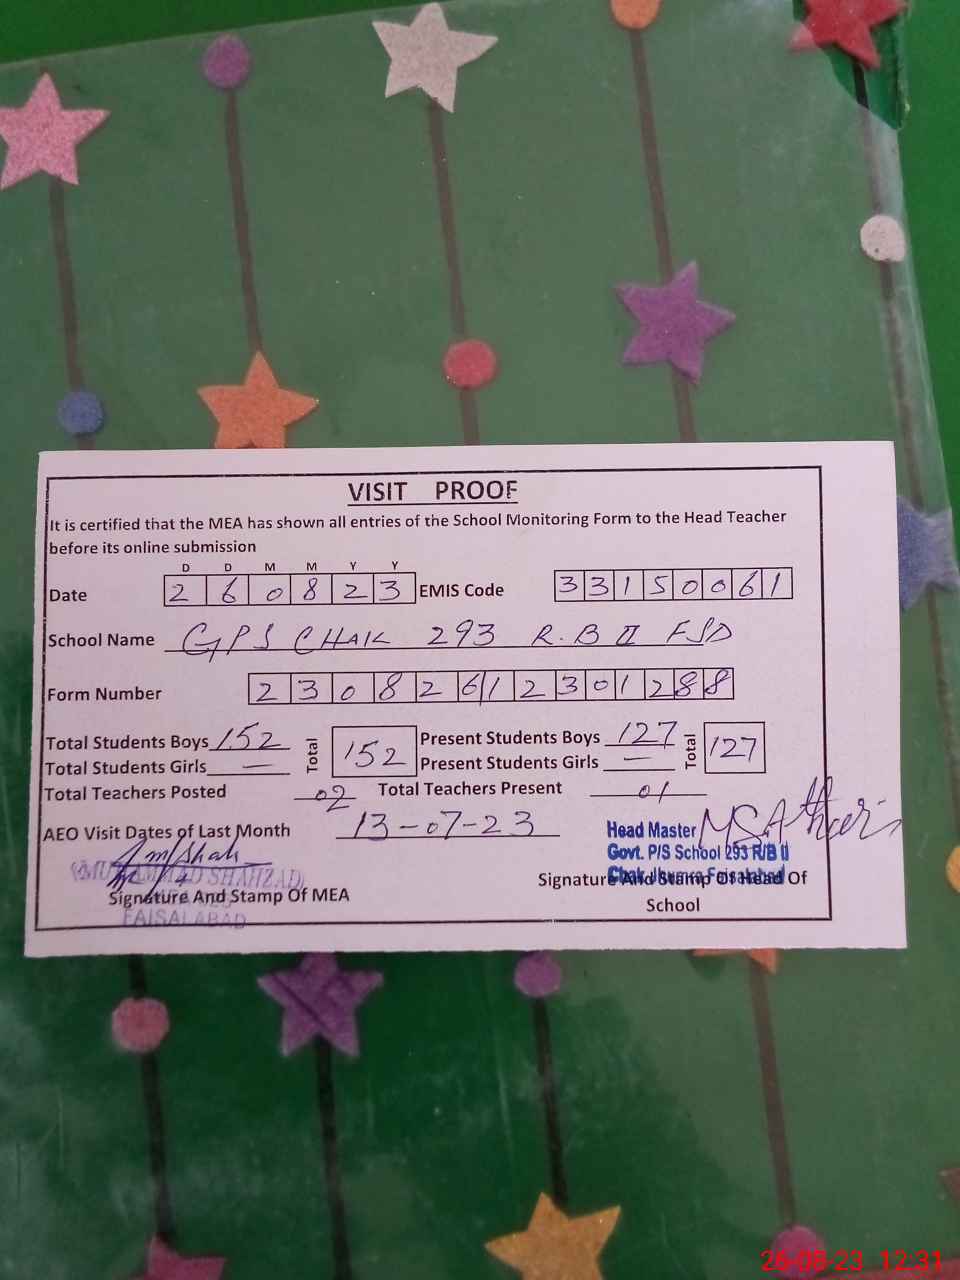 VISIT PROOF
It is certified that the MEA has shown all entries of the School Monitoring Form to the Head Teacher
before its online submission
D D M M Y Y
Date 2 6 0 8 2 3 EMIS Code 3 3 1 5 0 0 6 1
School Name GPS CHAK 293 R.B II FSD
Form Number 2 3 0 8 2 6 1 2 3 0 1 2 8 8
Total Students Boys 152 Total 152 Present Students Boys 127 Total 127
Total Students Girls — Present Students Girls —
Total Teachers Posted 02 Total Teachers Present 01
AEO Visit Dates of Last Month 13-07-23
Head Master
Govt. P/S School 293 R/B II
Chak Jhumra Faisalabad
(MUHAMMAD SHAHZAD)
Signature And Stamp Of MEA
FAISALABAD
Signature And Stamp Of Head Of
School
26-08-23 12:31